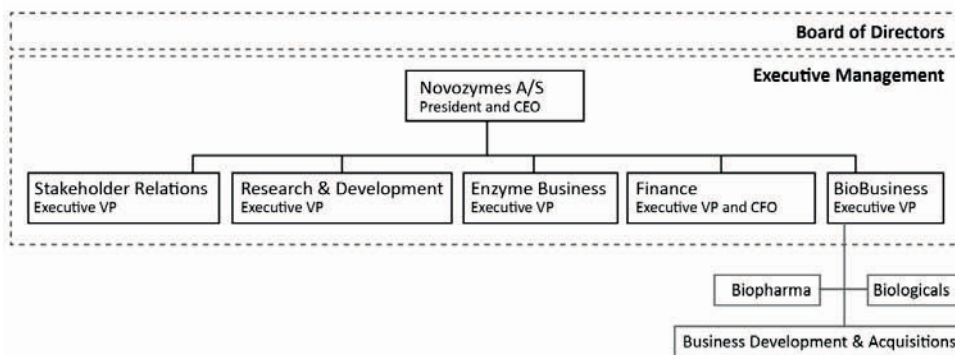 Board of Directors
Executive Management
Novozymes A/S
President and CEO
Stakeholder Relations
Executive VP
Research & Development
Executive VP
Enzyme Business
Executive VP
Finance
Executive VP and CFO
BioBusiness
Executive VP
Biopharma
Biologicals
Business Development & Acquisitions